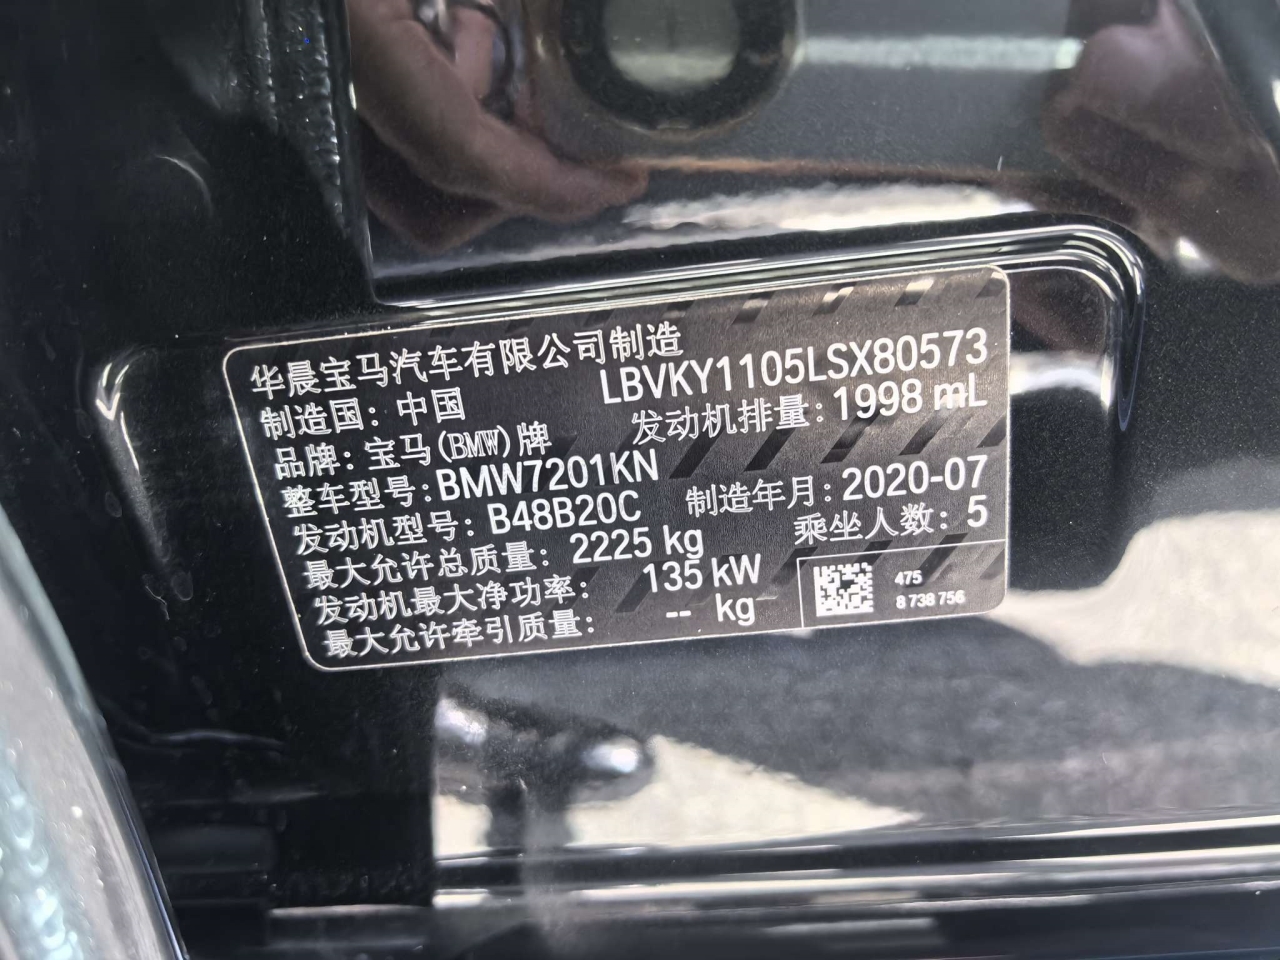 华晨宝马汽车有限公司制造
制造国：中国 LBVKY1105LSX80573
品牌：宝马(BMW)牌 发动机排量：1998 mL
整车型号：BMW7201KN
发动机型号：B48B20C 制造年月：2020-07
最大允许总质量：2225 kg 乘坐人数：5
发动机最大净功率：135 kW
最大允许牵引质量：-- kg
475
8 738 756